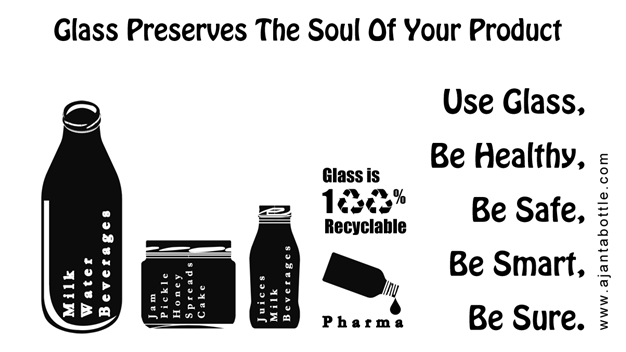 Glass Preserves The Soul Of Your Product
Milk
Water
Beverages
Jam
Pickle
Honey
Spreads
Cake
Juices
Milk
Beverages
Glass is
100%
Recyclable
Pharma
Use Glass,
Be Healthy,
Be Safe,
Be Smart,
Be Sure.
www.ajantabottle.com